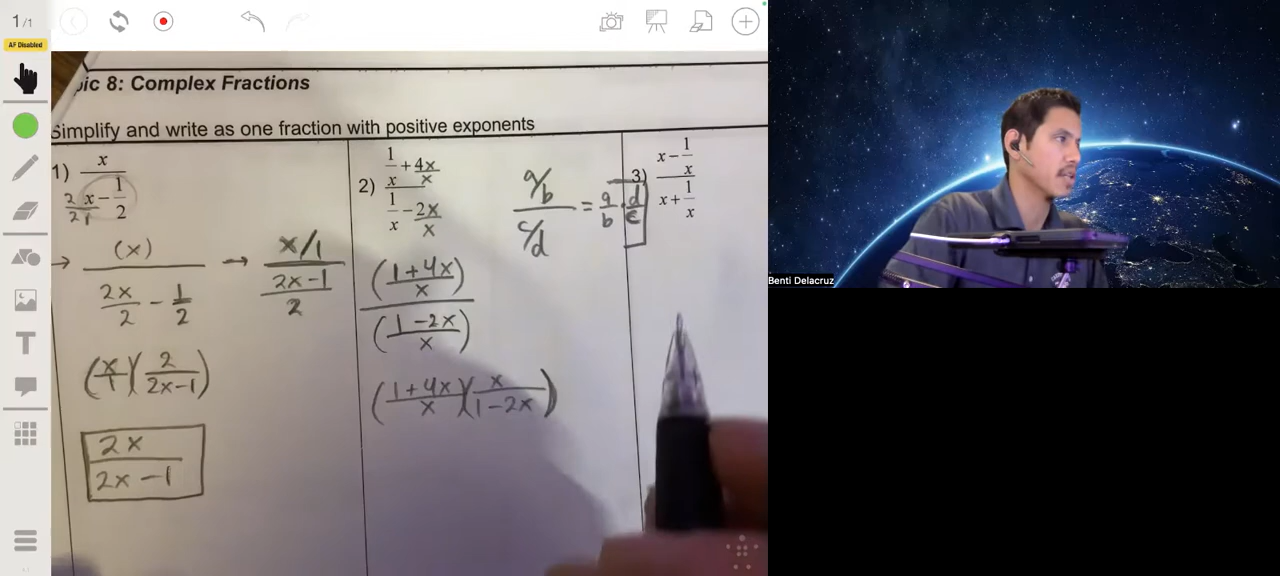 1/1
AF Disabled
pic 8: Complex Fractions
Simplify and write as one fraction with positive exponents
1) x
2/2 x/1 − 1/2
→ (x) / (2x/2 − 1/2) → (x/1) / ((2x−1)/2)
(x/1)(2/(2x−1))
2x/(2x−1)
2) (1/x + 4x x/x) / (1/x − 2x x/x)
(a/b)/(c/d) = a/b · d/c
((1+4x)/x) / ((1−2x)/x)
((1+4x)/x)(x/(1−2x))
3) (x − 1/x) / (x + 1/x)
Benti Delacruz
T